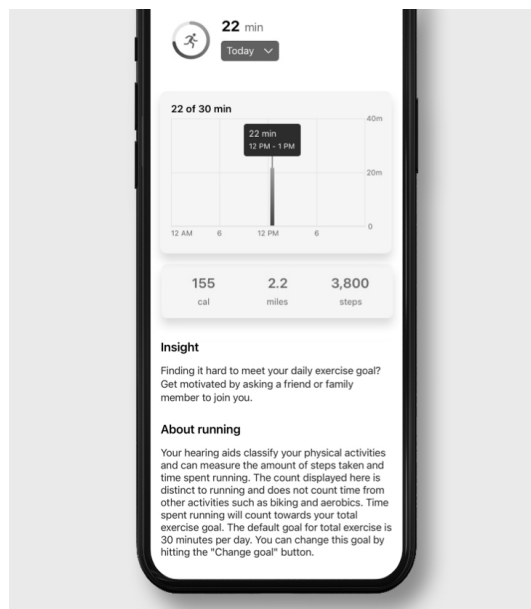 22 min
Today
22 of 30 min
40m
22 min
12 PM - 1 PM
20m
0
12 AM 6 12 PM 6
155 2.2 3,800
cal miles steps
Insight
Finding it hard to meet your daily exercise goal?
Get motivated by asking a friend or family
member to join you.
About running
Your hearing aids classify your physical activities
and can measure the amount of steps taken and
time spent running. The count displayed here is
distinct to running and does not count time from
other activities such as biking and aerobics. Time
spent running will count towards your total
exercise goal. The default goal for total exercise is
30 minutes per day. You can change this goal by
hitting the "Change goal" button.